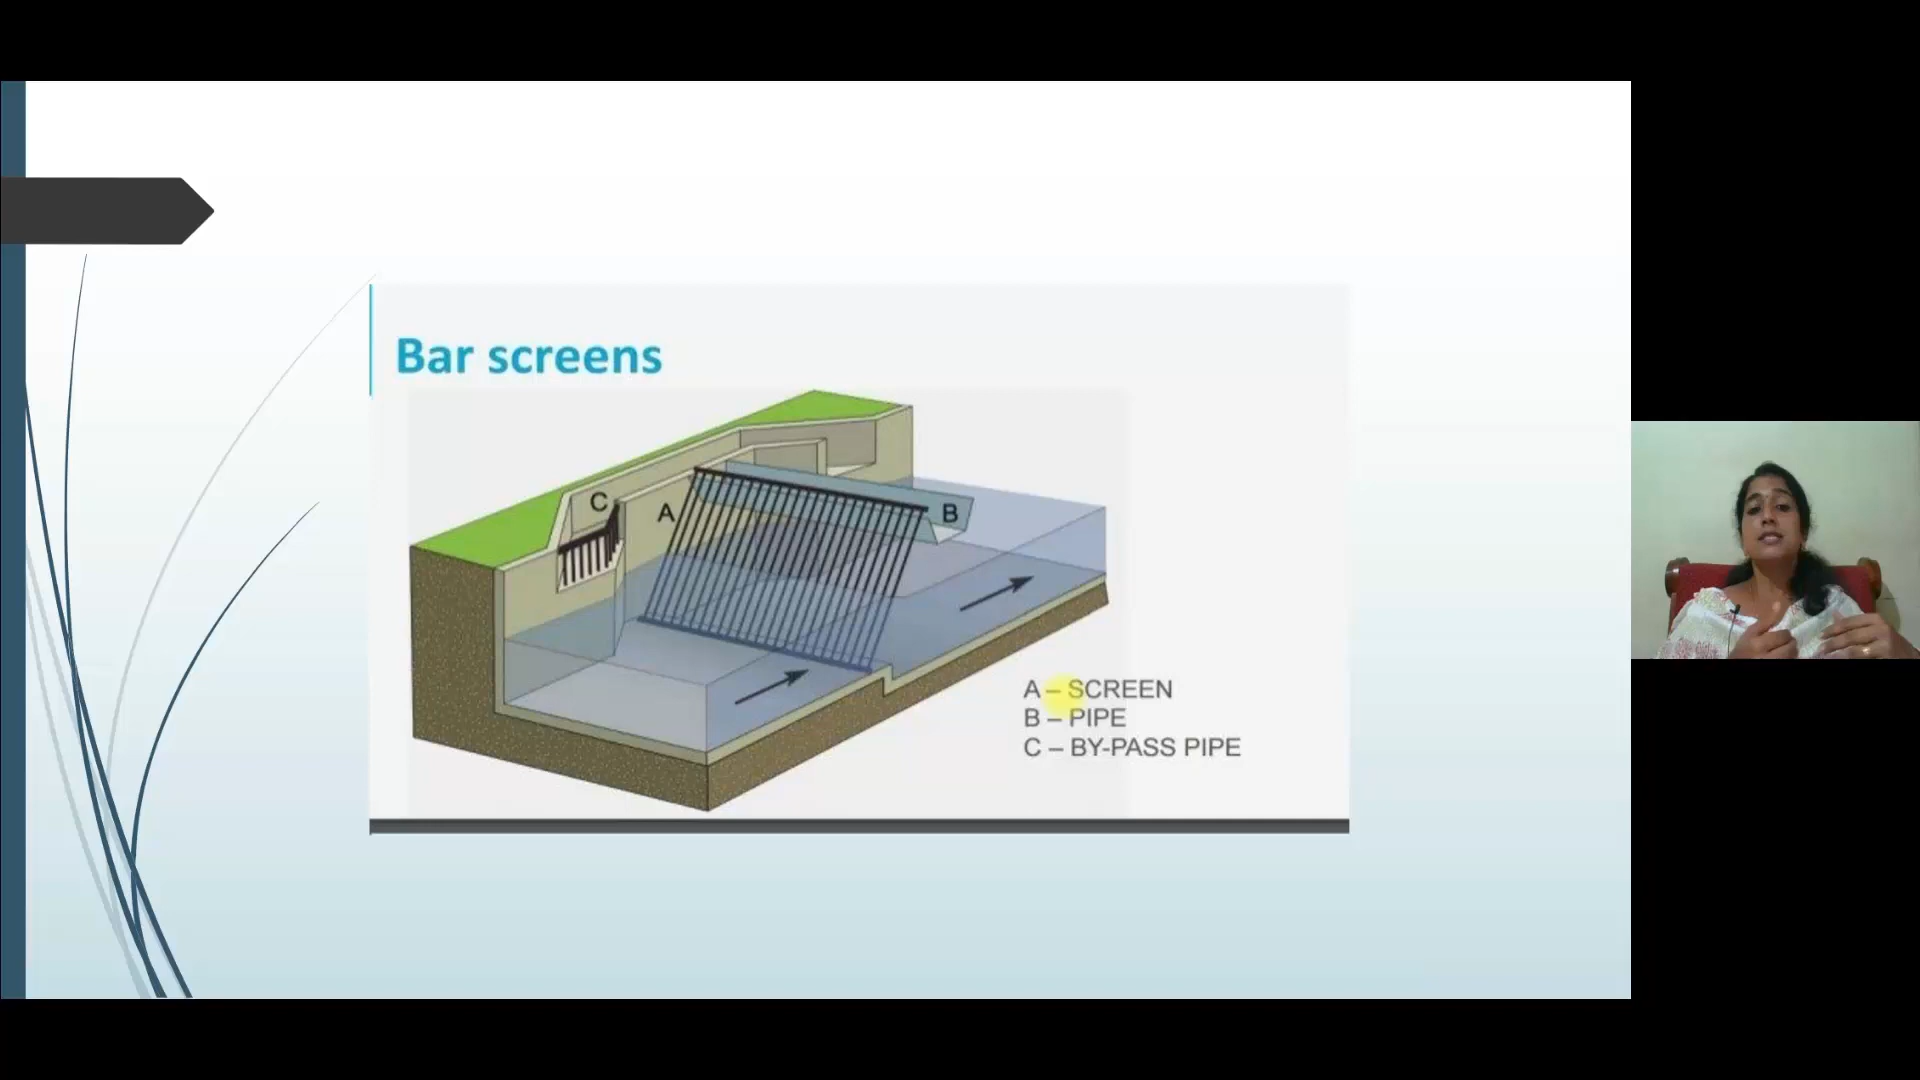 Bar screens
C
A
B
A – SCREEN
B – PIPE
C – BY-PASS PIPE